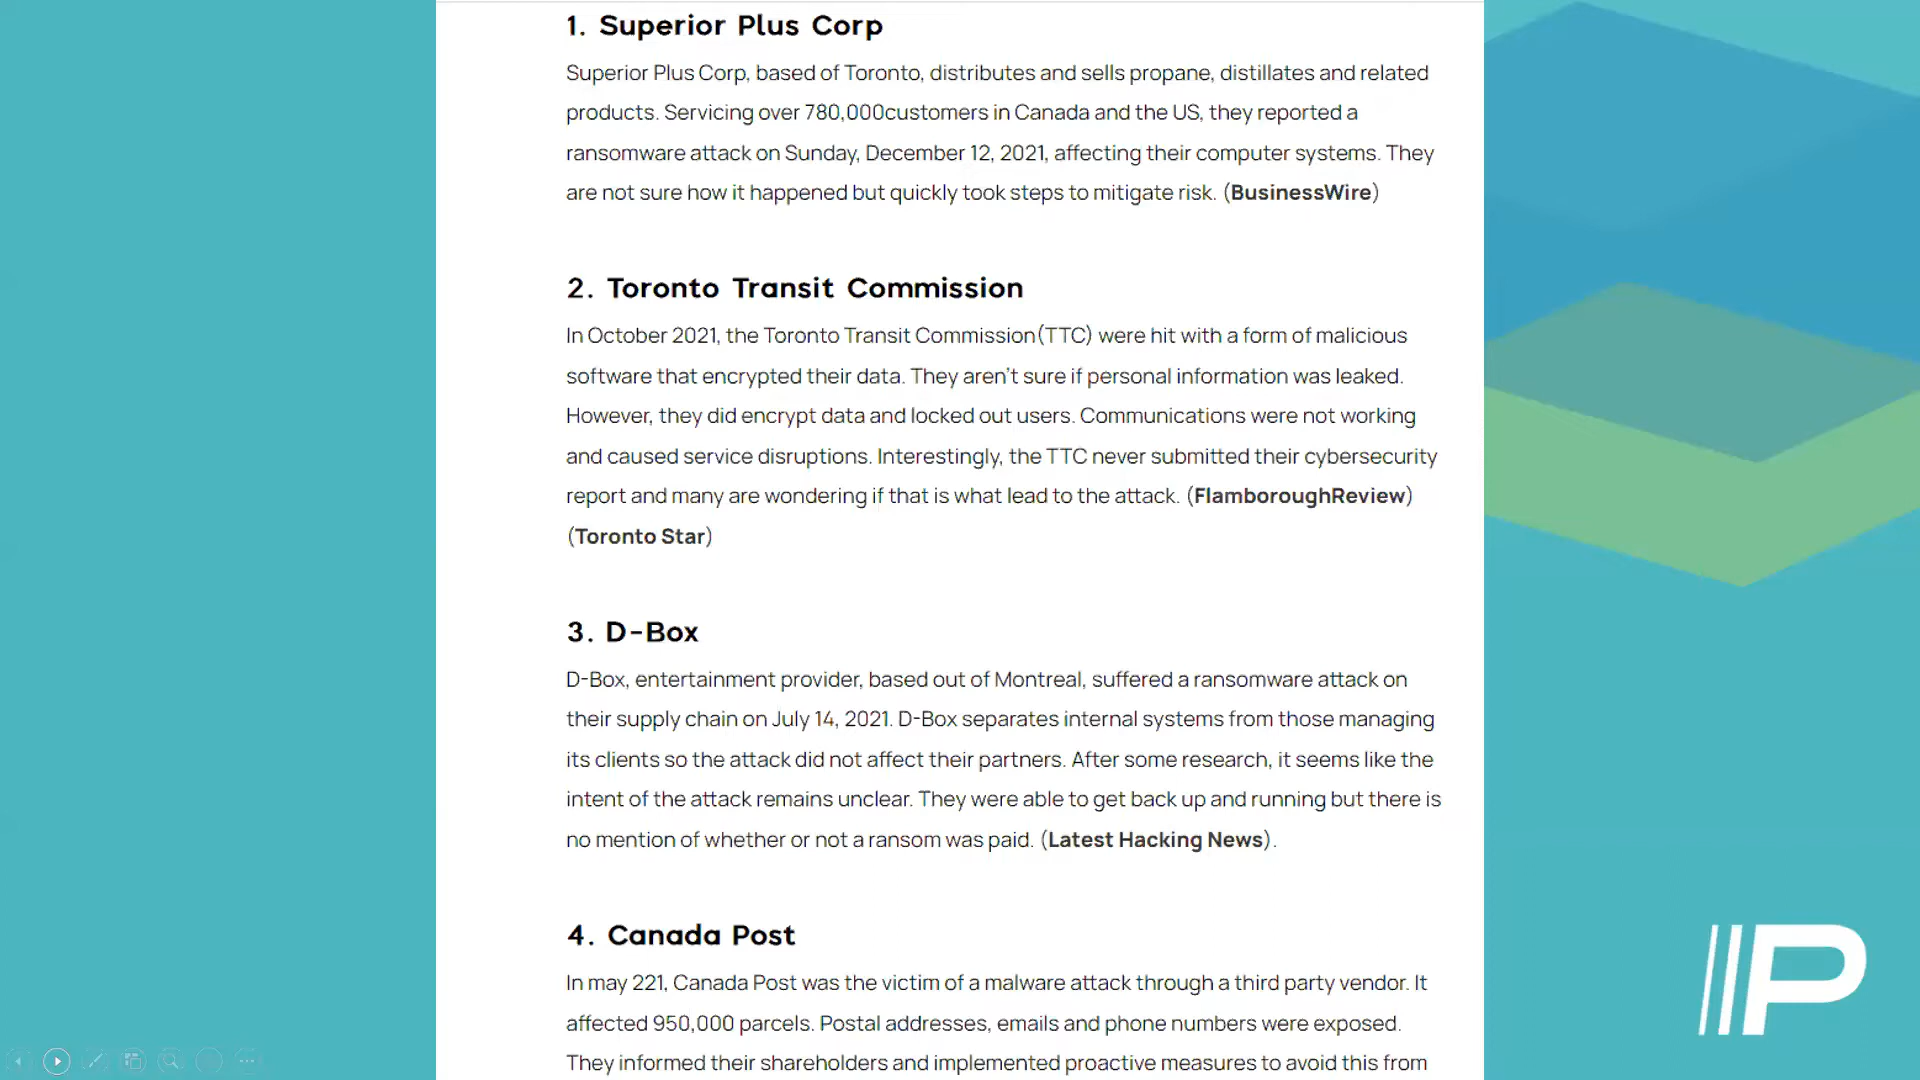 1. Superior Plus Corp
Superior Plus Corp, based of Toronto, distributes and sells propane, distillates and related
products. Servicing over 780,000customers in Canada and the US, they reported a
ransomware attack on Sunday, December 12, 2021, affecting their computer systems. They
are not sure how it happened but quickly took steps to mitigate risk. (BusinessWire)
2. Toronto Transit Commission
In October 2021, the Toronto Transit Commission(TTC) were hit with a form of malicious
software that encrypted their data. They aren't sure if personal information was leaked.
However, they did encrypt data and locked out users. Communications were not working
and caused service disruptions. Interestingly, the TTC never submitted their cybersecurity
report and many are wondering if that is what lead to the attack. (FlamboroughReview)
(Toronto Star)
3. D-Box
D-Box, entertainment provider, based out of Montreal, suffered a ransomware attack on
their supply chain on July 14, 2021. D-Box separates internal systems from those managing
its clients so the attack did not affect their partners. After some research, it seems like the
intent of the attack remains unclear. They were able to get back up and running but there is
no mention of whether or not a ransom was paid. (Latest Hacking News).
4. Canada Post
In may 221, Canada Post was the victim of a malware attack through a third party vendor. It
affected 950,000 parcels. Postal addresses, emails and phone numbers were exposed.
They informed their shareholders and implemented proactive measures to avoid this from
P